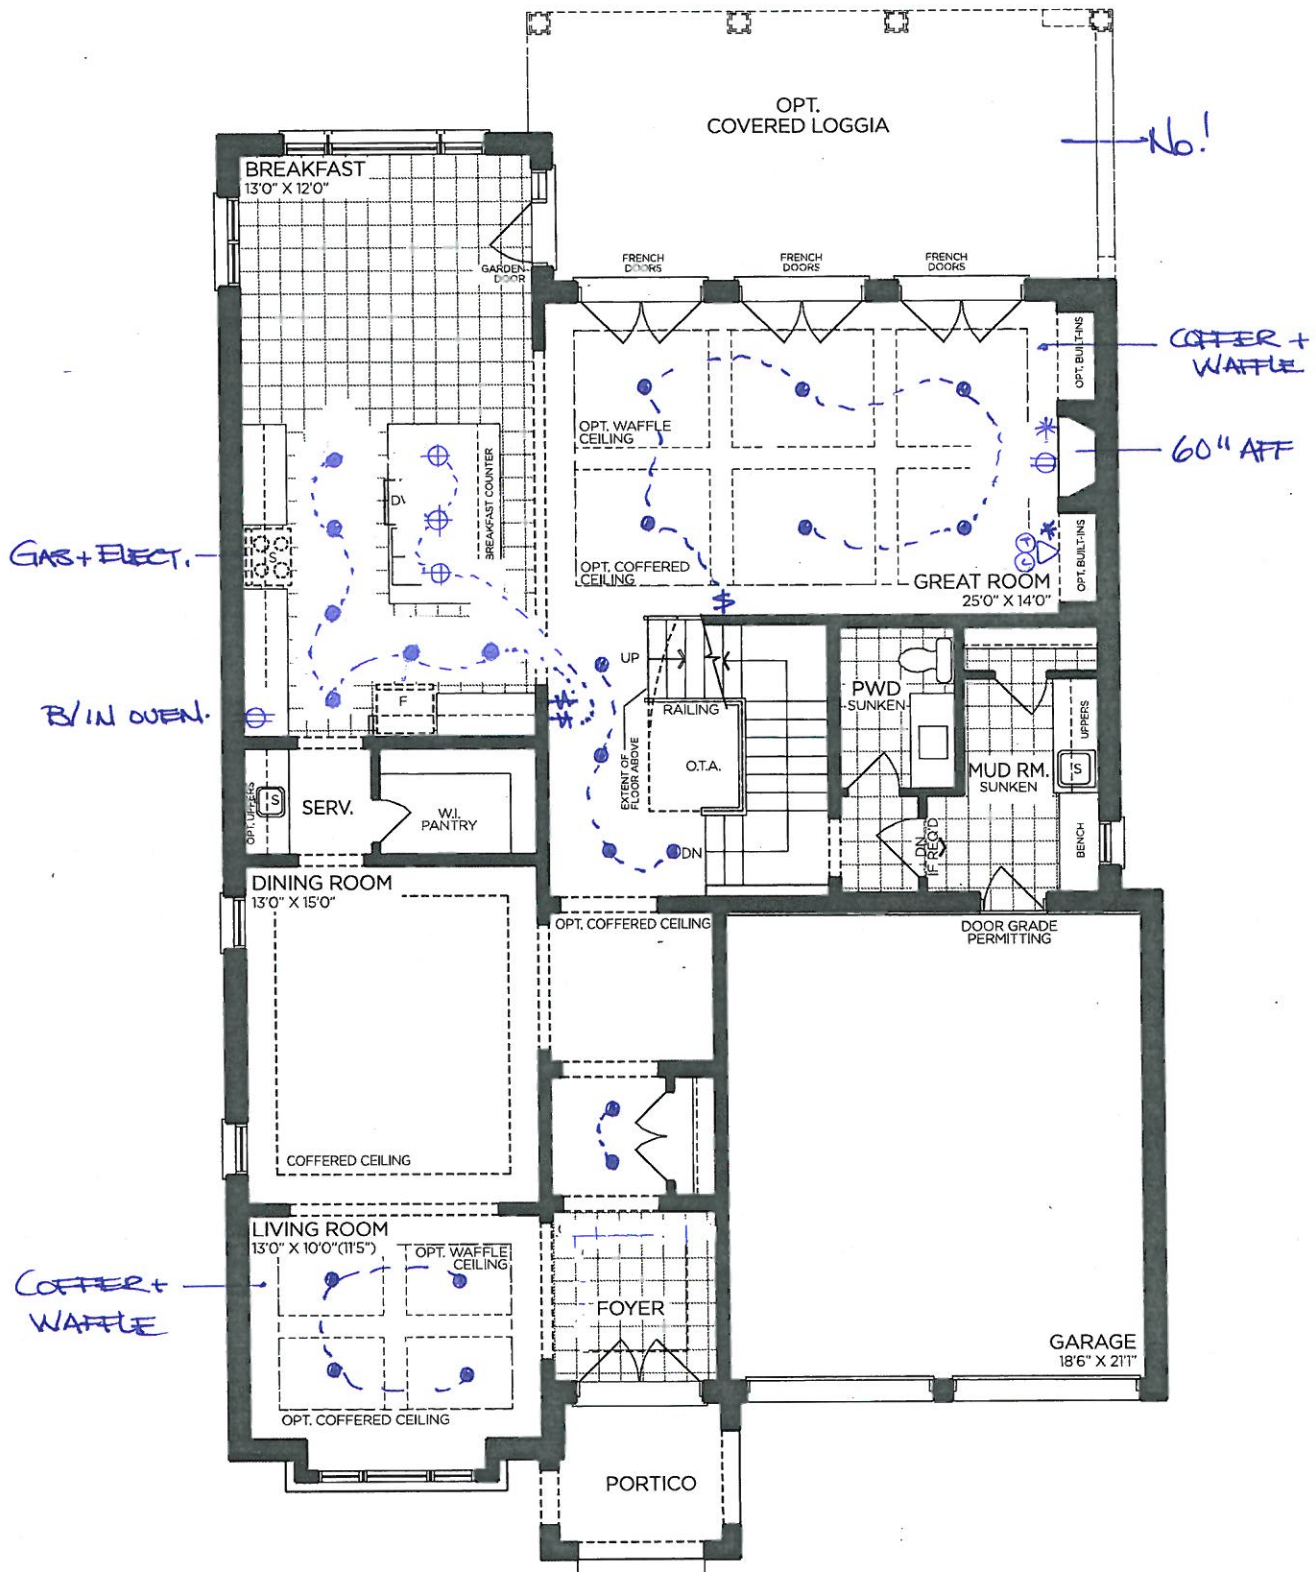 OPT.
COVERED LOGGIA
No!
BREAKFAST
13'0" X 12'0"
GARDEN
DOOR
FRENCH
DOORS
FRENCH
DOORS
FRENCH
DOORS
OPT. BUILT-INS
COFFER +
WAFFLE
OPT. WAFFLE
CEILING
60" AFF
BREAKFAST COUNTER
S
GAS + ELECT.
OPT. COFFERED
CEILING
GREAT ROOM
25'0" X 14'0"
OPT. BUILT-INS
UP
RAILING
EXTENT OF
FLOOR ABOVE
O.T.A.
DN
PWD
SUNKEN
UPPERS
MUD RM.
SUNKEN
S
BENCH
DN
IF REQ'D
F
B/IN OVEN.
OPT. UPPERS
S
SERV.
W.I.
PANTRY
DINING ROOM
13'0" X 15'0"
OPT. COFFERED CEILING
DOOR GRADE
PERMITTING
COFFERED CEILING
LIVING ROOM
13'0" X 10'0"(11'5")
OPT. WAFFLE
CEILING
COFFER +
WAFFLE
OPT. COFFERED CEILING
FOYER
GARAGE
18'6" X 21'1"
PORTICO